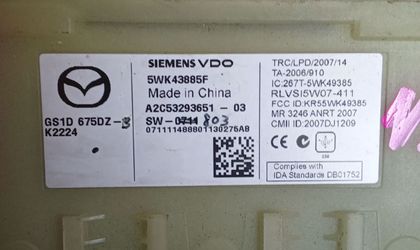 SIEMENS VDO
5WK43885F
Made in China
A2C53293651 - 03
SW - 0711 803
071111488801130275AB
GS1D 675DZ-
K2224
TRC/LPD/2007/14
TA-2006/910
IC:267T-5WK49385
RLVSI5W07-411
FCC ID:KR55WK49385
MR 3246 ANRT 2007
CMII ID:2007DJ1209
Complies with
IDA Standards DB01752